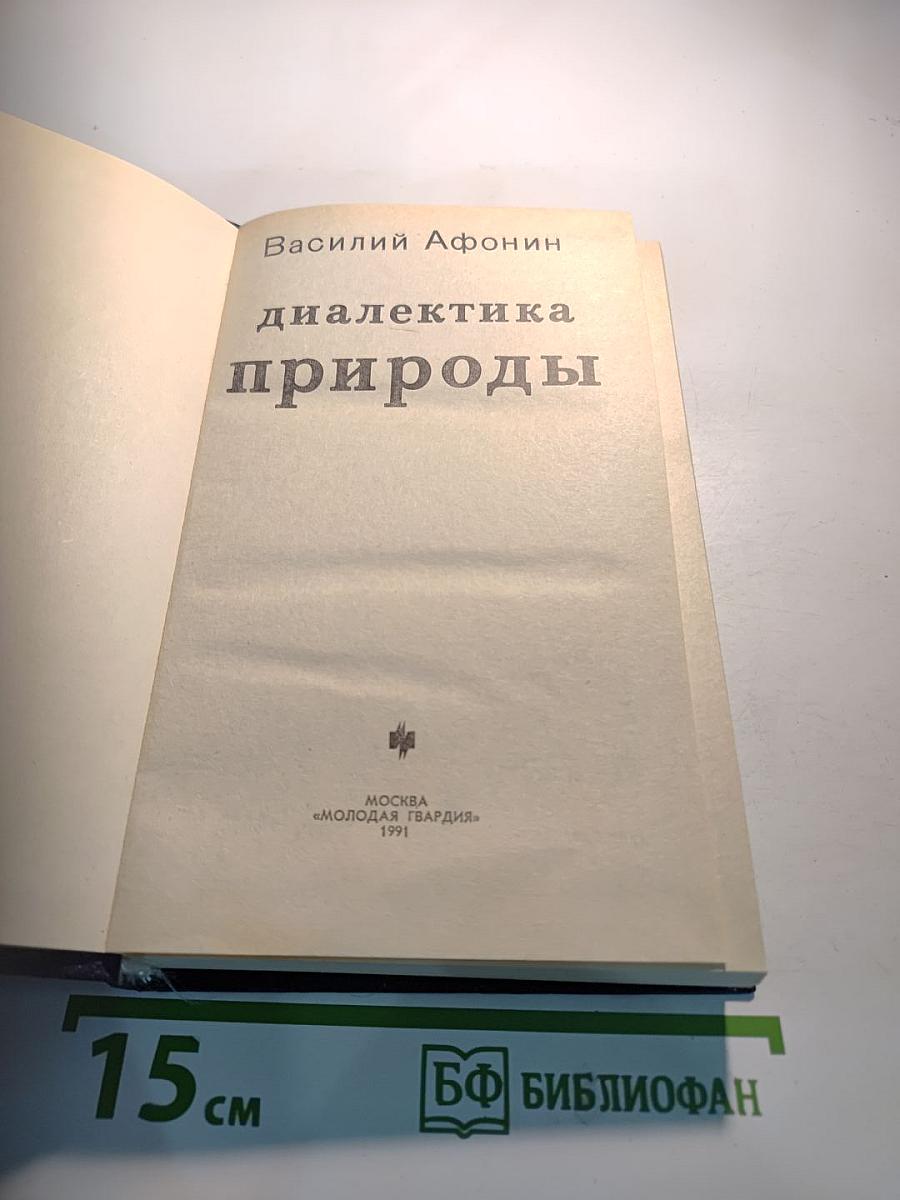 Василий Афонин
диалектика
природы
МОСКВА
«МОЛОДАЯ ГВАРДИЯ»
1991
15 см
БФ БИБЛИОФАН